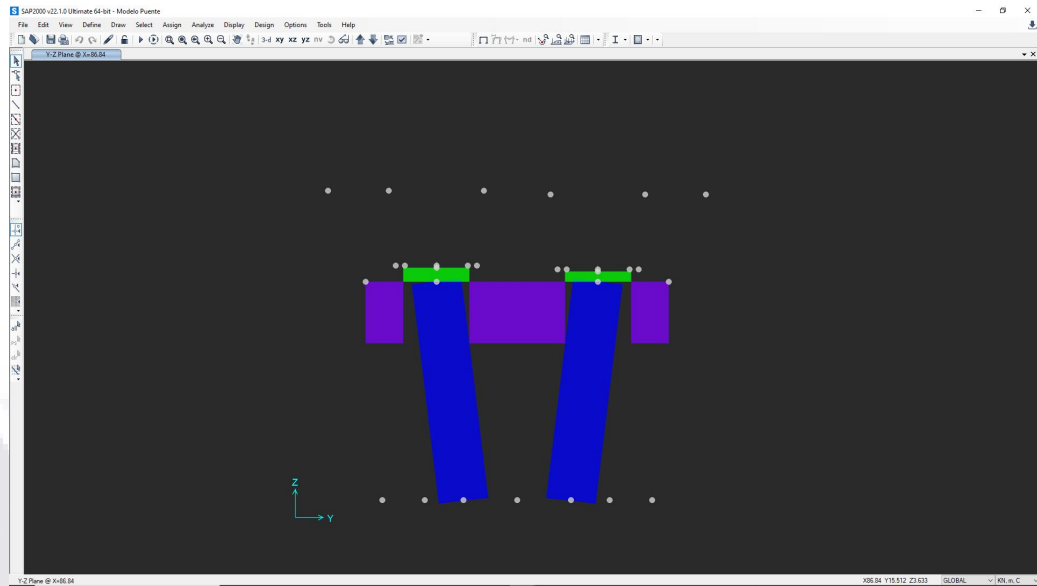 SAP2000 v22.1.0 Ultimate 64-bit - Modelo Puente
File Edit View Define Draw Select Assign Analyze Display Design Options Tools Help
3-d xy xz yz nv nd
Y-Z Plane @ X=86.84
all
Z
Y
Y-Z Plane @ X=86.84 X86.84 Y15.512 Z3.633 GLOBAL KN, m, C